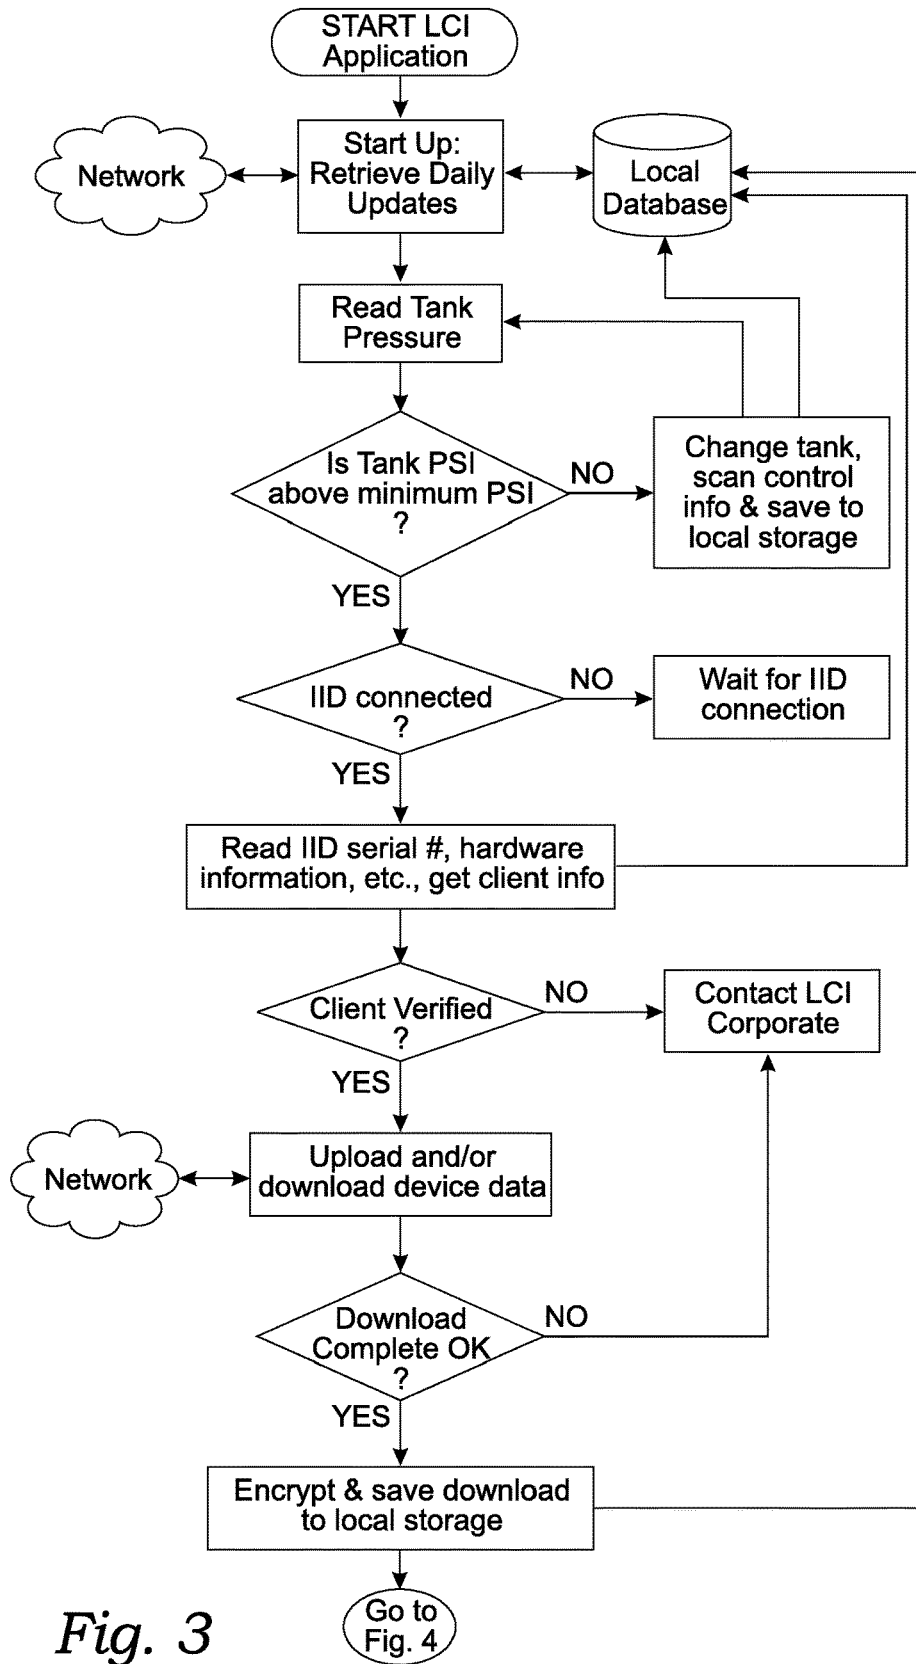 START LCI
Application
Start Up:
Retrieve Daily
Updates
Network
Local
Database
Read Tank
Pressure
Is Tank PSI
above minimum PSI
?
NO
Change tank,
scan control
info & save to
local storage
YES
IID connected
?
NO
Wait for IID
connection
YES
Read IID serial #, hardware
information, etc., get client info
Client Verified
?
NO
Contact LCI
Corporate
YES
Upload and/or
download device data
Network
Download
Complete OK
?
NO
YES
Encrypt & save download
to local storage
Go to
Fig. 4
Fig. 3